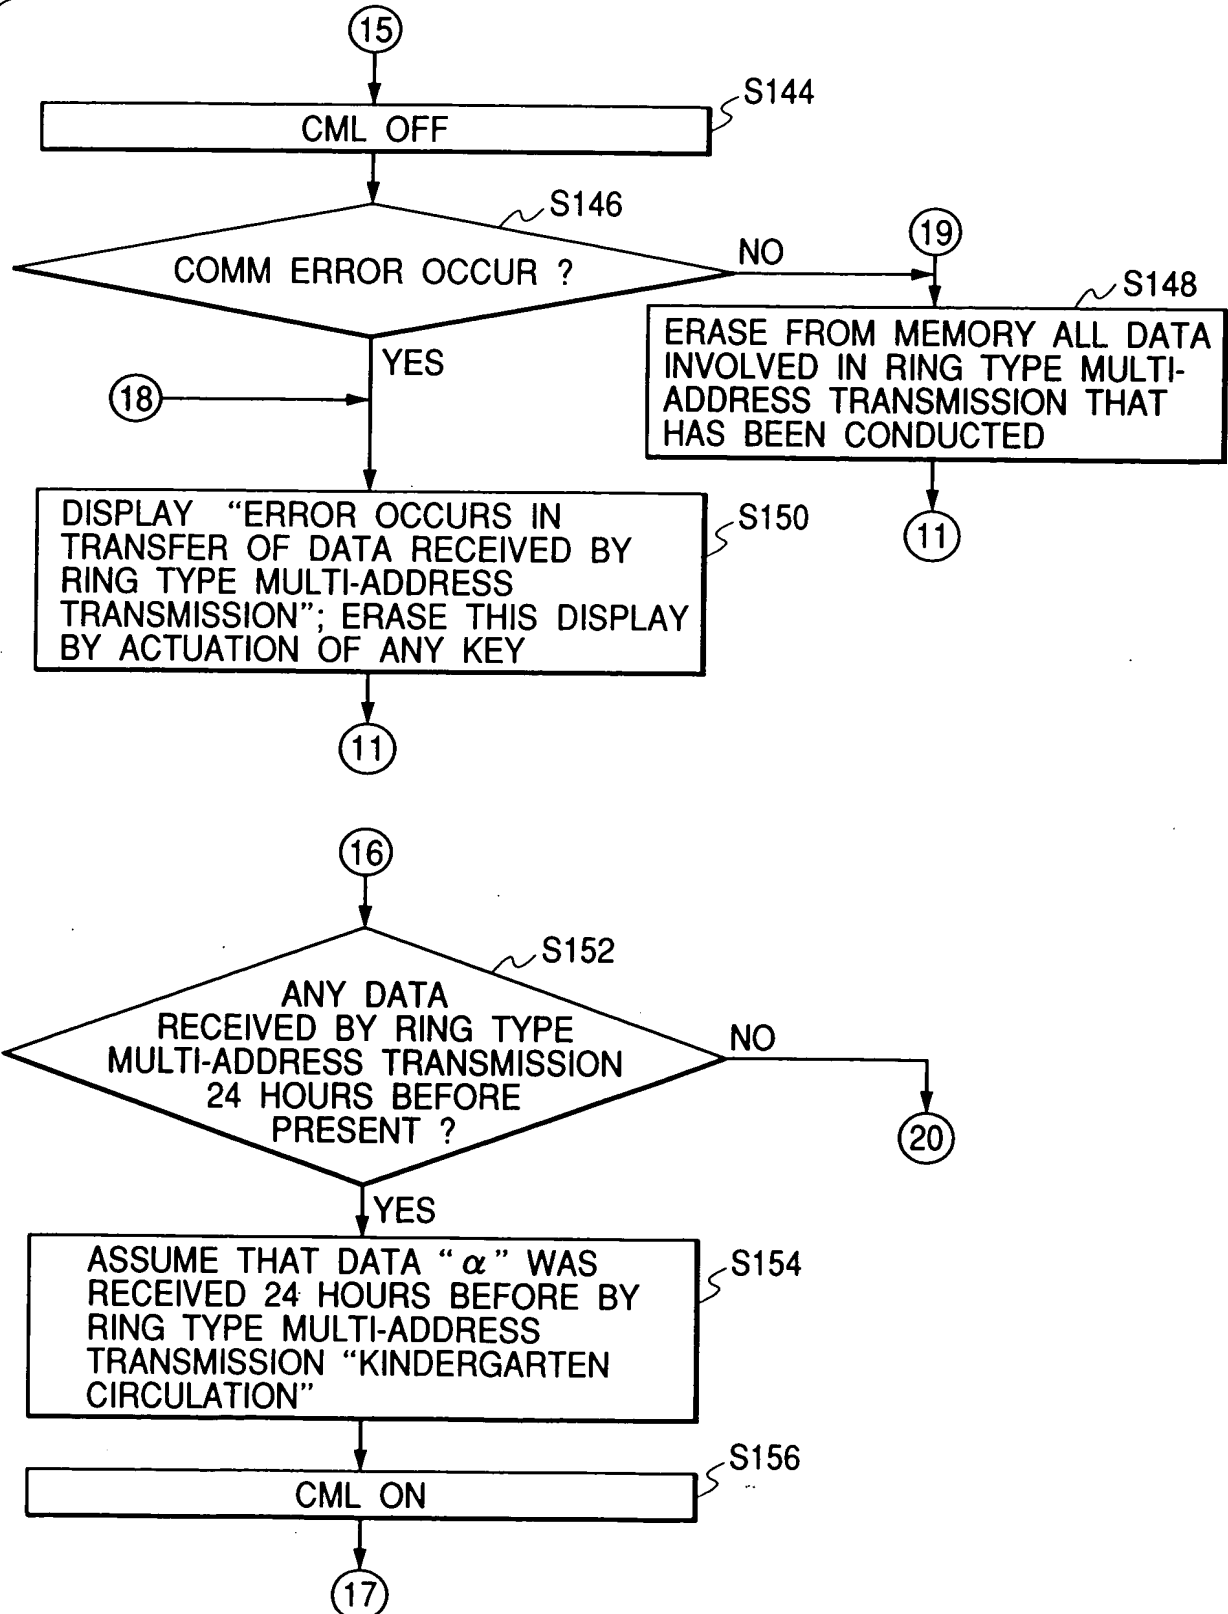 15
S144
CML OFF
S146
COMM ERROR OCCUR ?
NO
19
S148
ERASE FROM MEMORY ALL DATA
INVOLVED IN RING TYPE MULTI-
ADDRESS TRANSMISSION THAT
HAS BEEN CONDUCTED
11
YES
18
S150
DISPLAY “ERROR OCCURS IN
TRANSFER OF DATA RECEIVED BY
RING TYPE MULTI-ADDRESS
TRANSMISSION”; ERASE THIS DISPLAY
BY ACTUATION OF ANY KEY
11
16
S152
ANY DATA
RECEIVED BY RING TYPE
MULTI-ADDRESS TRANSMISSION
24 HOURS BEFORE
PRESENT ?
NO
20
YES
S154
ASSUME THAT DATA “α” WAS
RECEIVED 24 HOURS BEFORE BY
RING TYPE MULTI-ADDRESS
TRANSMISSION “KINDERGARTEN
CIRCULATION”
S156
CML ON
17